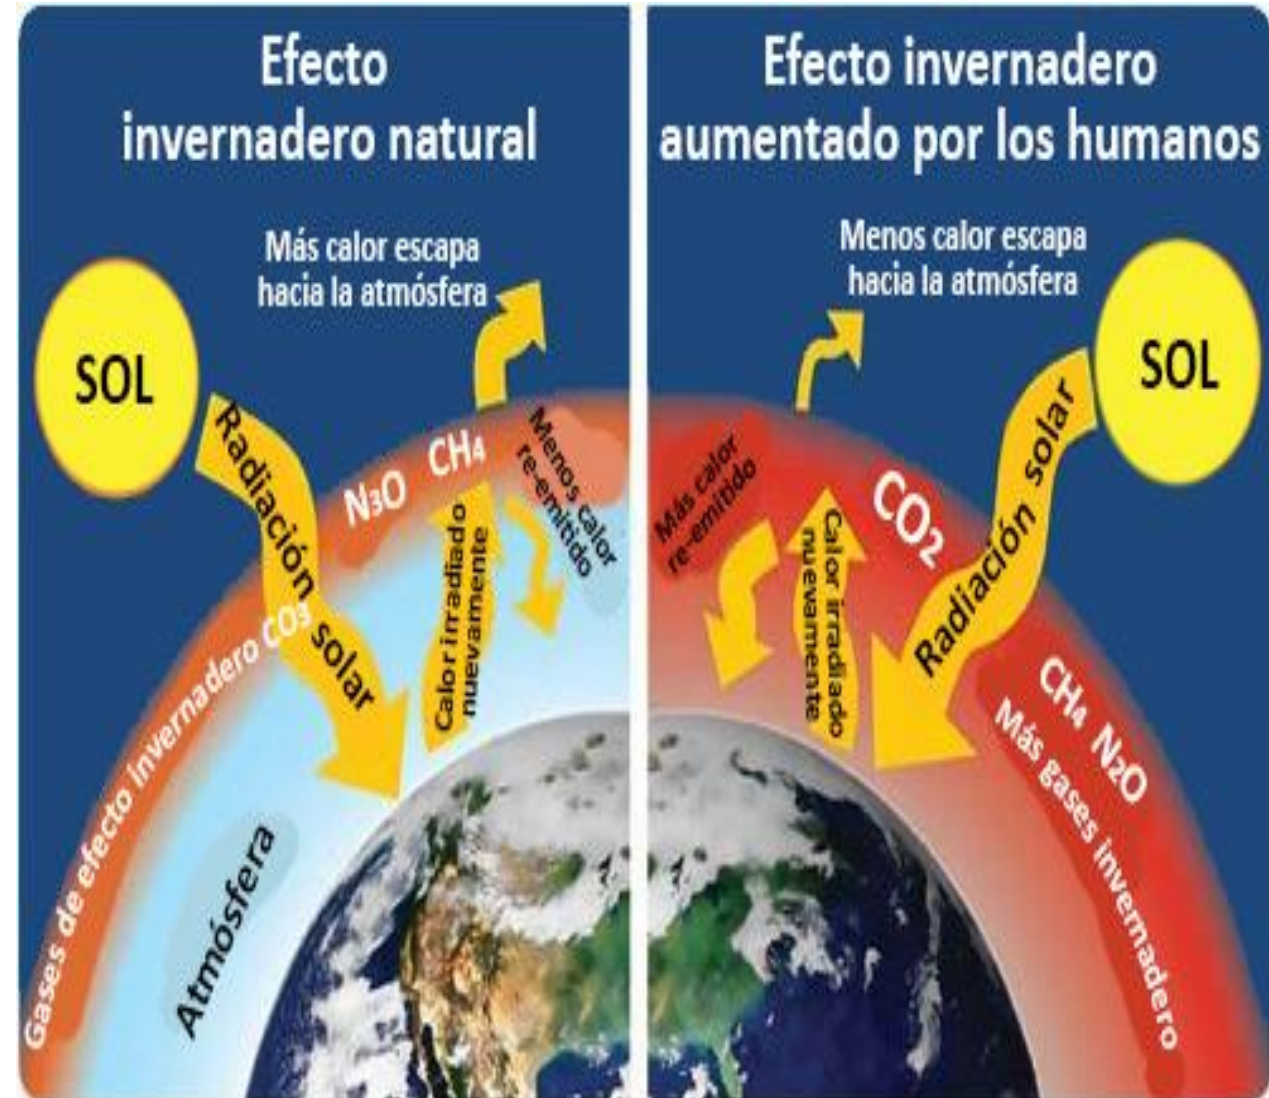 Efecto
invernadero natural
Más calor escapa
hacia la atmósfera
SOL
Radiación solar
N3O CH4
Menos calor
re-emitido
Calor irradiado
nuevamente
Gases de efecto invernadero CO3
Atmósfera
Efecto invernadero
aumentado por los humanos
Menos calor escapa
hacia la atmósfera
SOL
Radiación solar
Más calor
re-emitido
Calor irradiado
nuevamente
CO2
CH4 N2O
Más gases invernadero